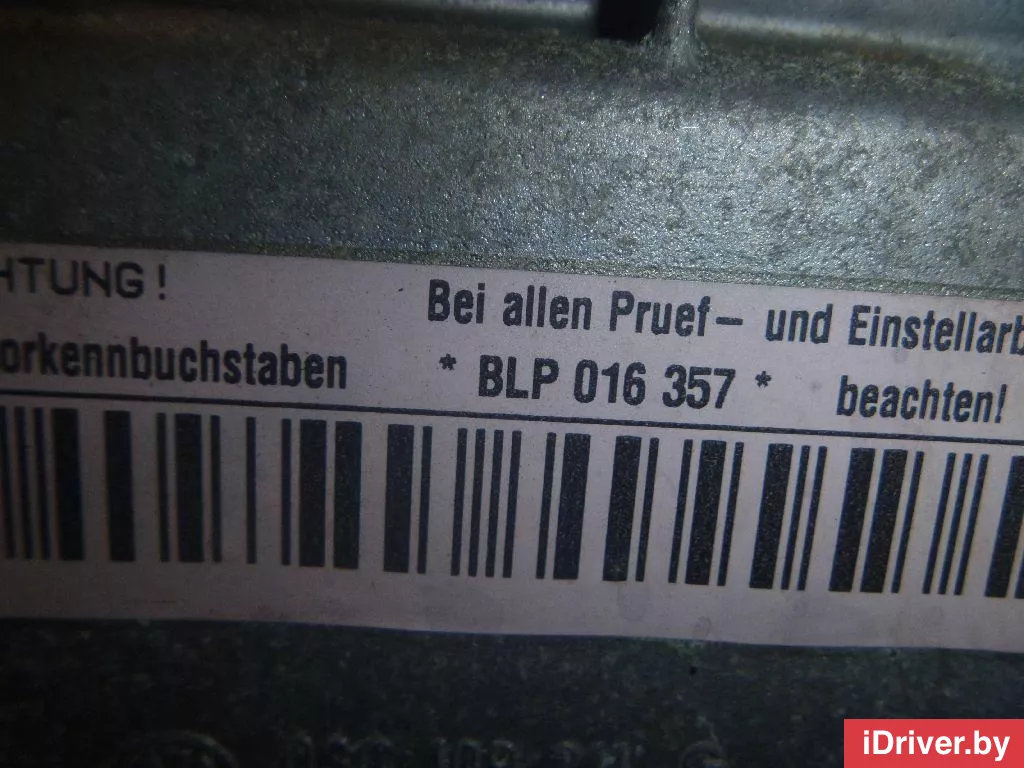 HTUNG!
Bei allen Pruef- und Einstellarb
orkennbuchstaben * BLP 016 357 * beachten!
iDriver.by